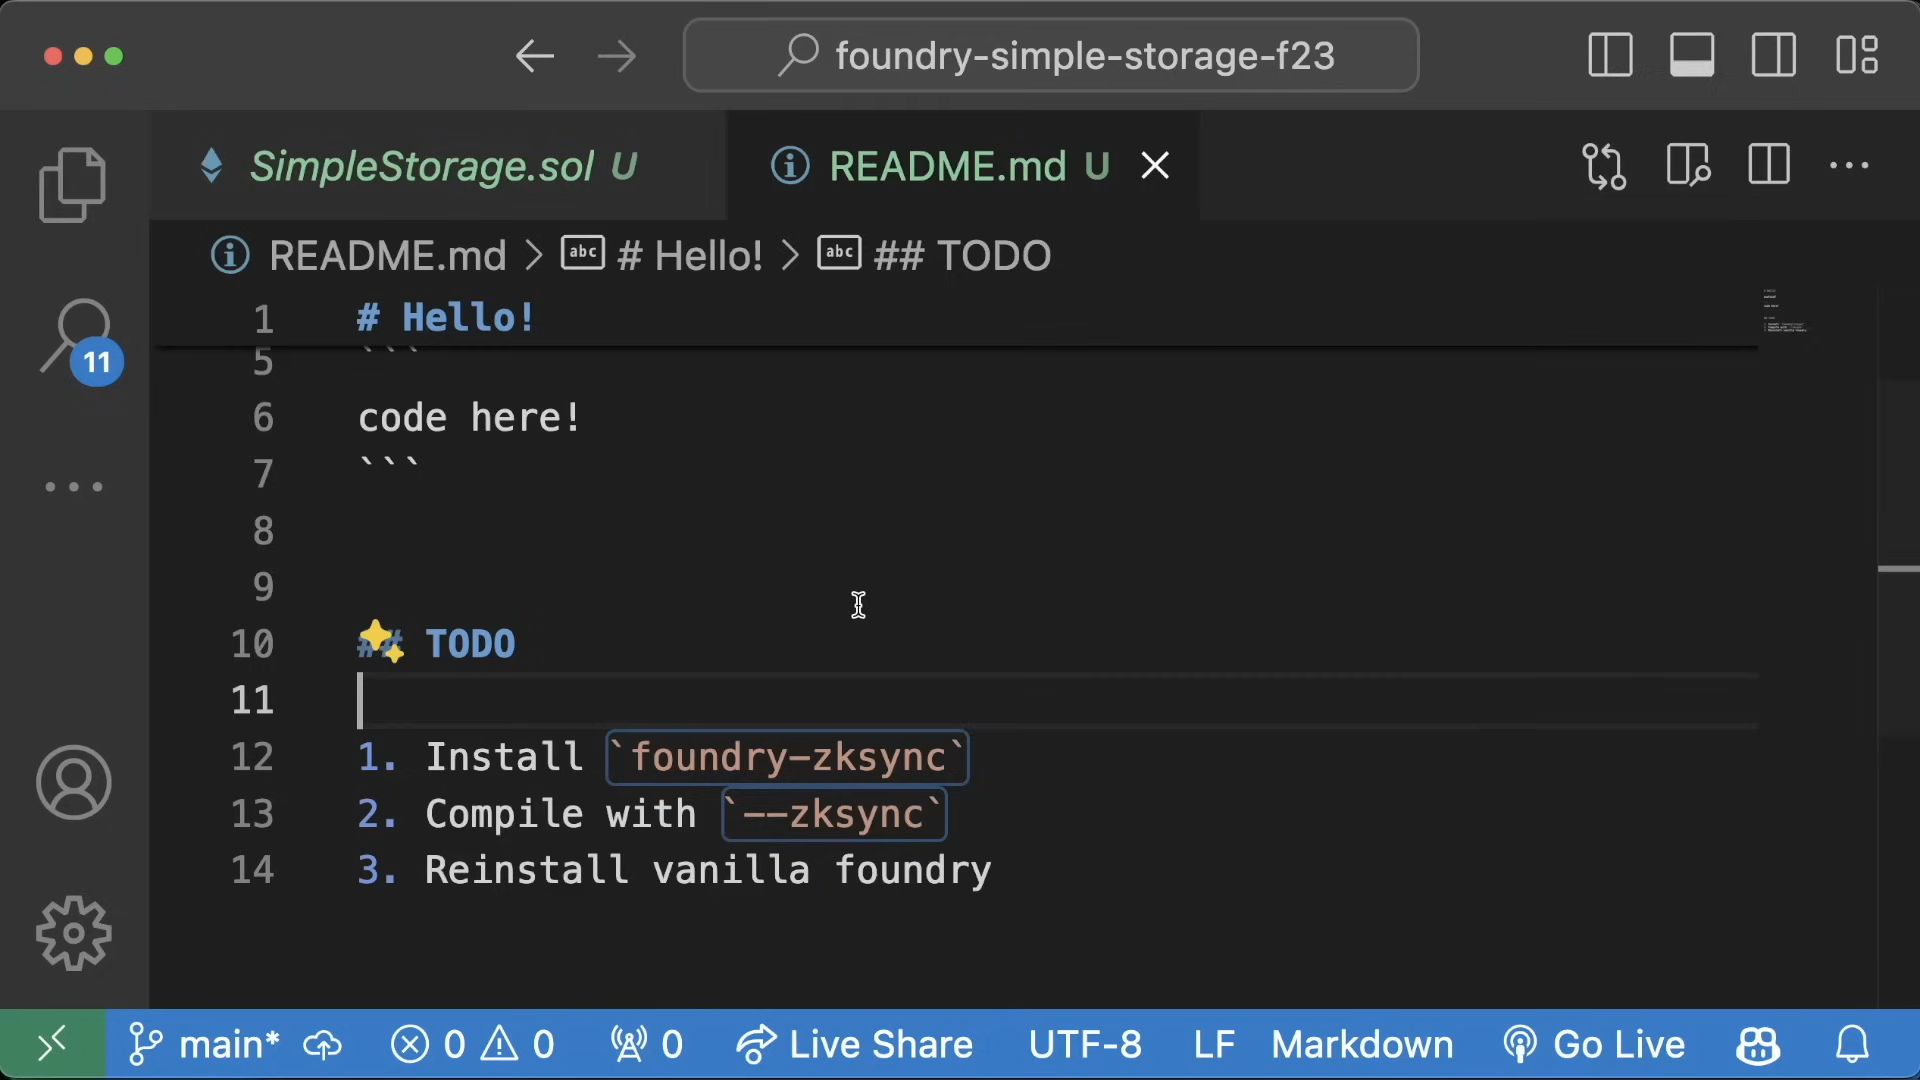 foundry-simple-storage-f23
SimpleStorage.sol U
README.md U
README.md > abc # Hello! > abc ## TODO
1 # Hello!
5 ```
6 code here!
7 ```
8
9
10 ## TODO
11
12 1. Install `foundry-zksync`
13 2. Compile with `--zksync`
14 3. Reinstall vanilla foundry
11
main* 0 0 0 Live Share UTF-8 LF Markdown Go Live